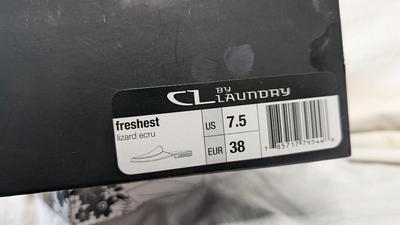 CL BY LAUNDRY
freshest
lizard ecru
US 7.5
EUR 38